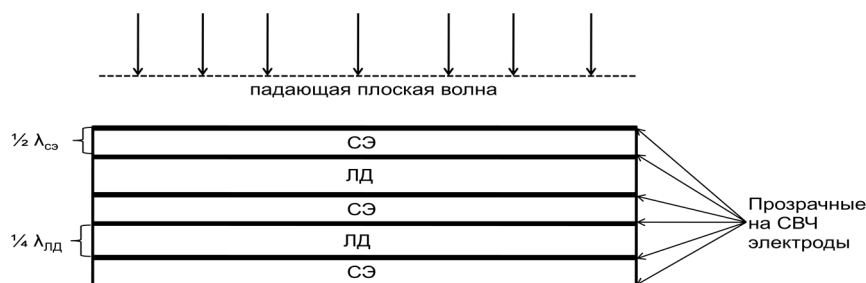 падающая плоская волна
½ λсэ
СЭ
ЛД
СЭ
¼ λЛД
ЛД
СЭ
Прозрачные
на СВЧ
электроды